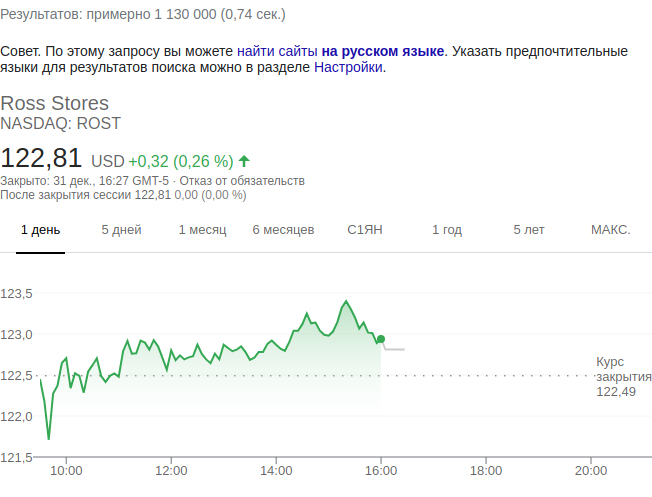 Результатов: примерно 1 130 000 (0,74 сек.)
Совет. По этому запросу вы можете найти сайты на русском языке. Указать предпочтительные
языки для результатов поиска можно в разделе Настройки.
Ross Stores
NASDAQ: ROST
122,81 USD +0,32 (0,26 %) ↑
Закрыто: 31 дек., 16:27 GMT-5 · Отказ от обязательств
После закрытия сессии 122,81 0,00 (0,00 %)
1 день 5 дней 1 месяц 6 месяцев С1ЯН 1 год 5 лет МАКС.
123,5
123,0
122,5
122,0
121,5
Курс
закрытия
122,49
10:00 12:00 14:00 16:00 18:00 20:00